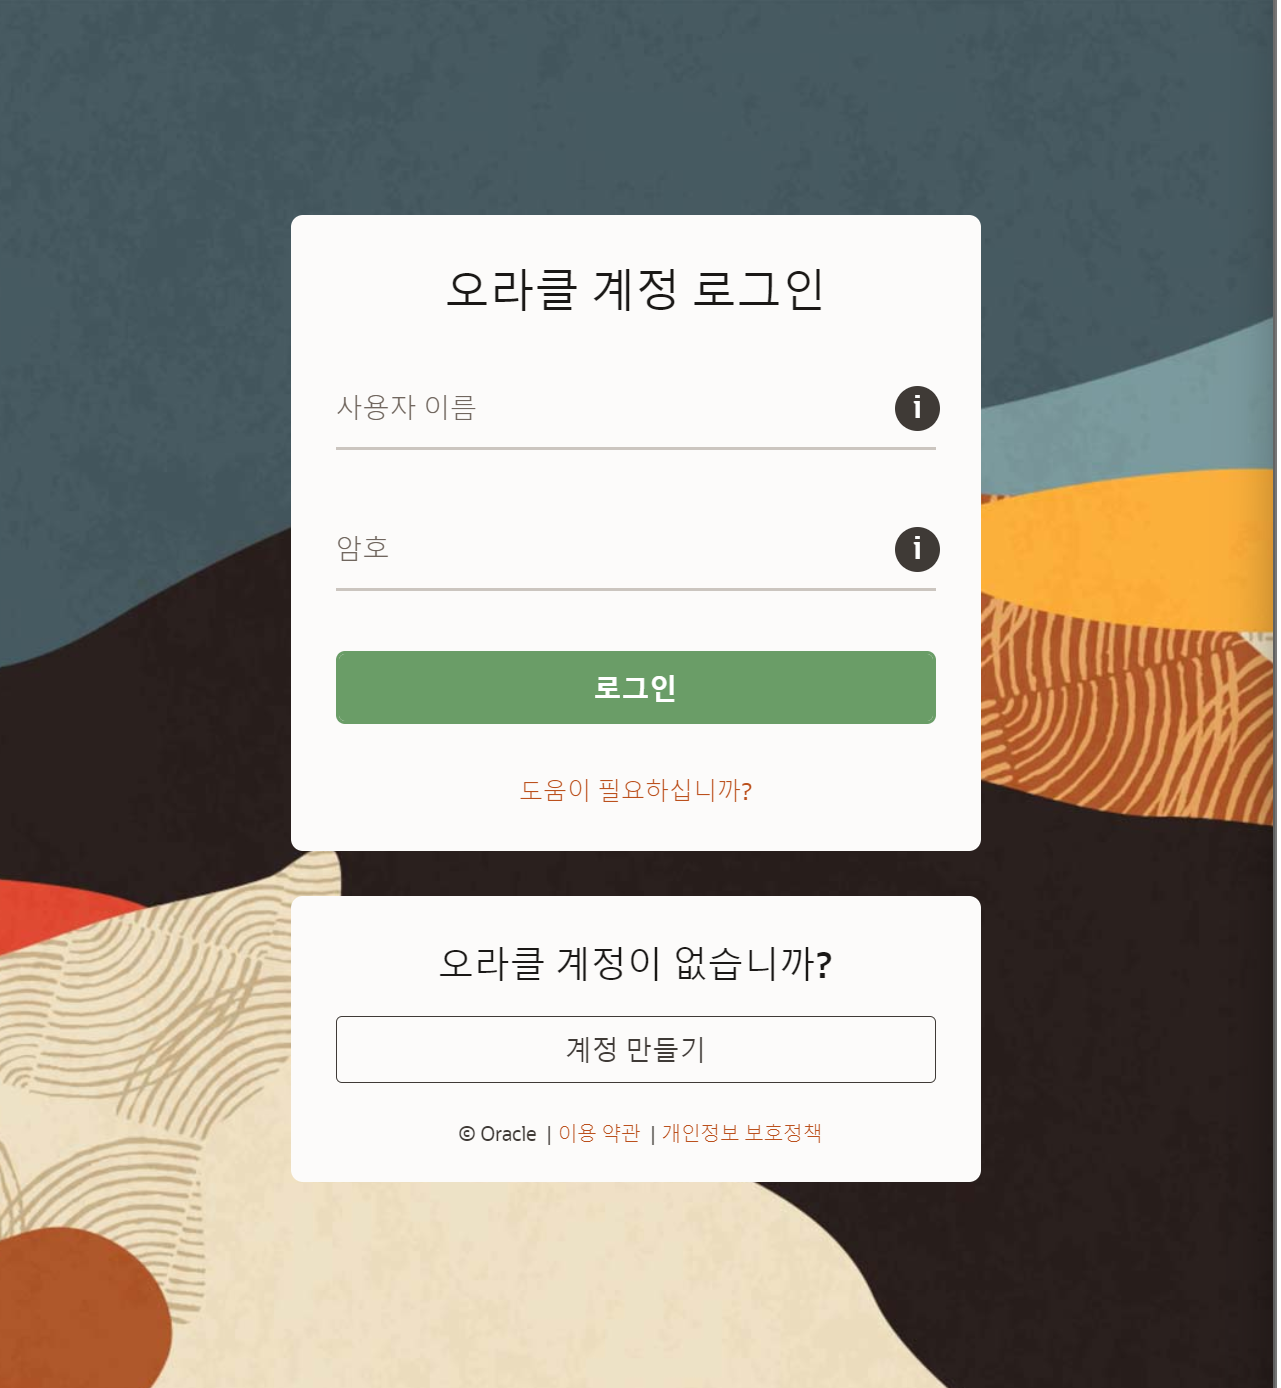 오라클 계정 로그인
사용자 이름
i
암호
i
로그인
도움이 필요하십니까?
오라클 계정이 없습니까?
계정 만들기
© Oracle | 이용 약관 | 개인정보 보호정책